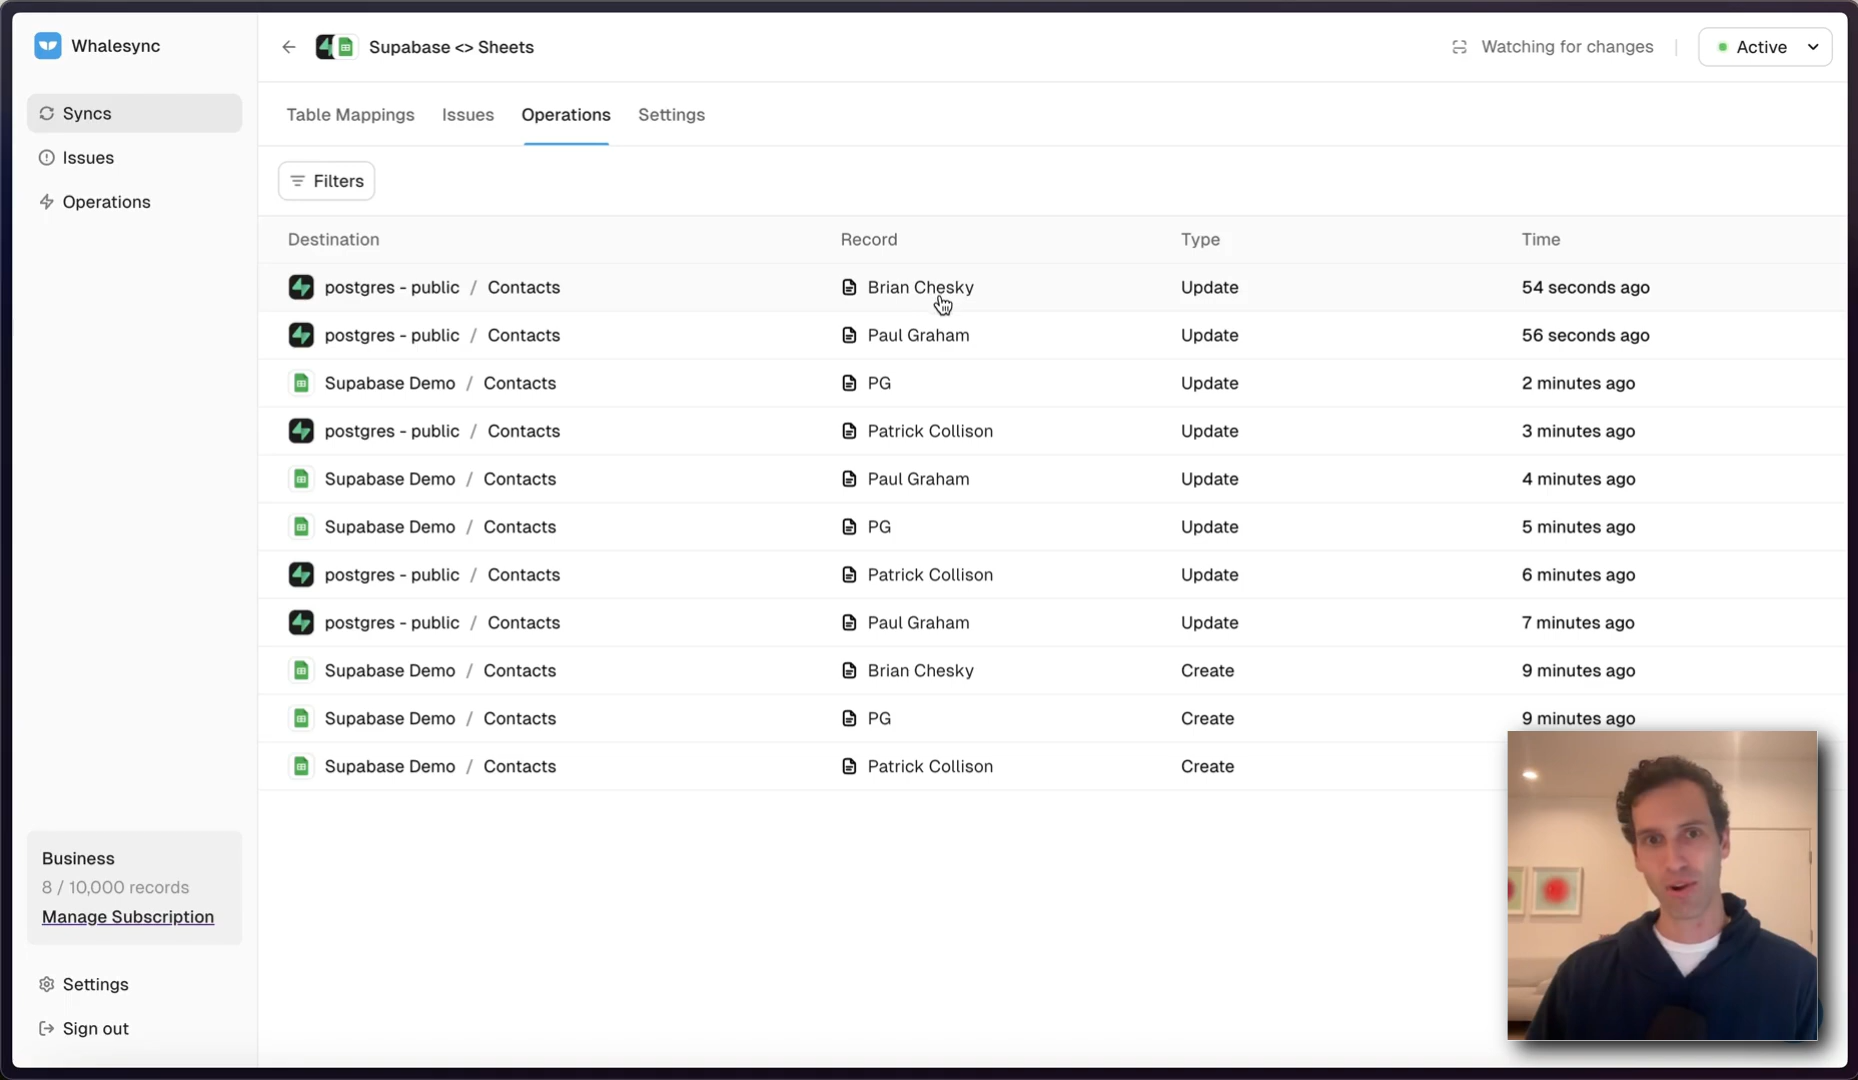 Whalesync
Syncs
Issues
Operations
Business
8 / 10,000 records
Manage Subscription
Settings
Sign out
Supabase <> Sheets
Watching for changes
Active
Table Mappings
Issues
Operations
Settings
Filters
Destination Record Type Time
postgres - public / Contacts Brian Chesky Update 54 seconds ago
postgres - public / Contacts Paul Graham Update 56 seconds ago
Supabase Demo / Contacts PG Update 2 minutes ago
postgres - public / Contacts Patrick Collison Update 3 minutes ago
Supabase Demo / Contacts Paul Graham Update 4 minutes ago
Supabase Demo / Contacts PG Update 5 minutes ago
postgres - public / Contacts Patrick Collison Update 6 minutes ago
postgres - public / Contacts Paul Graham Update 7 minutes ago
Supabase Demo / Contacts Brian Chesky Create 9 minutes ago
Supabase Demo / Contacts PG Create 9 minutes ago
Supabase Demo / Contacts Patrick Collison Create